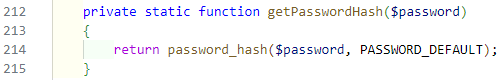 212 private static function getPasswordHash($password)
213 {
214 return password_hash($password, PASSWORD_DEFAULT);
215 }